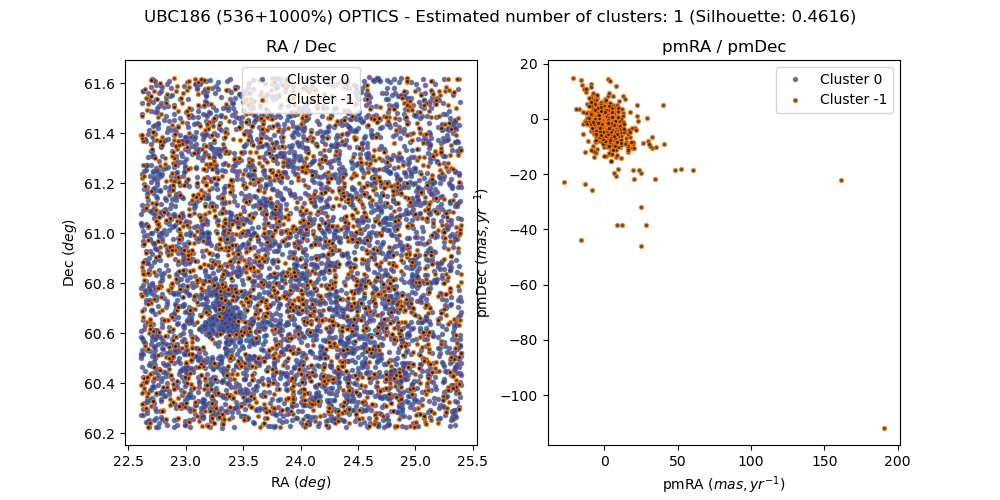 UBC186 (536+1000%) OPTICS - Estimated number of clusters: 1 (Silhouette: 0.4616)
RA / Dec
Cluster 0
Cluster -1
61.6
61.4
61.2
61.0
60.8
60.6
60.4
60.2
Dec (deg)
22.5 23.0 23.5 24.0 24.5 25.0 25.5
RA (deg)
pmRA / pmDec
Cluster 0
Cluster -1
20
0
−20
−40
−60
−80
−100
pmDec (mas, yr⁻¹)
0 50 100 150 200
pmRA (mas, yr⁻¹)